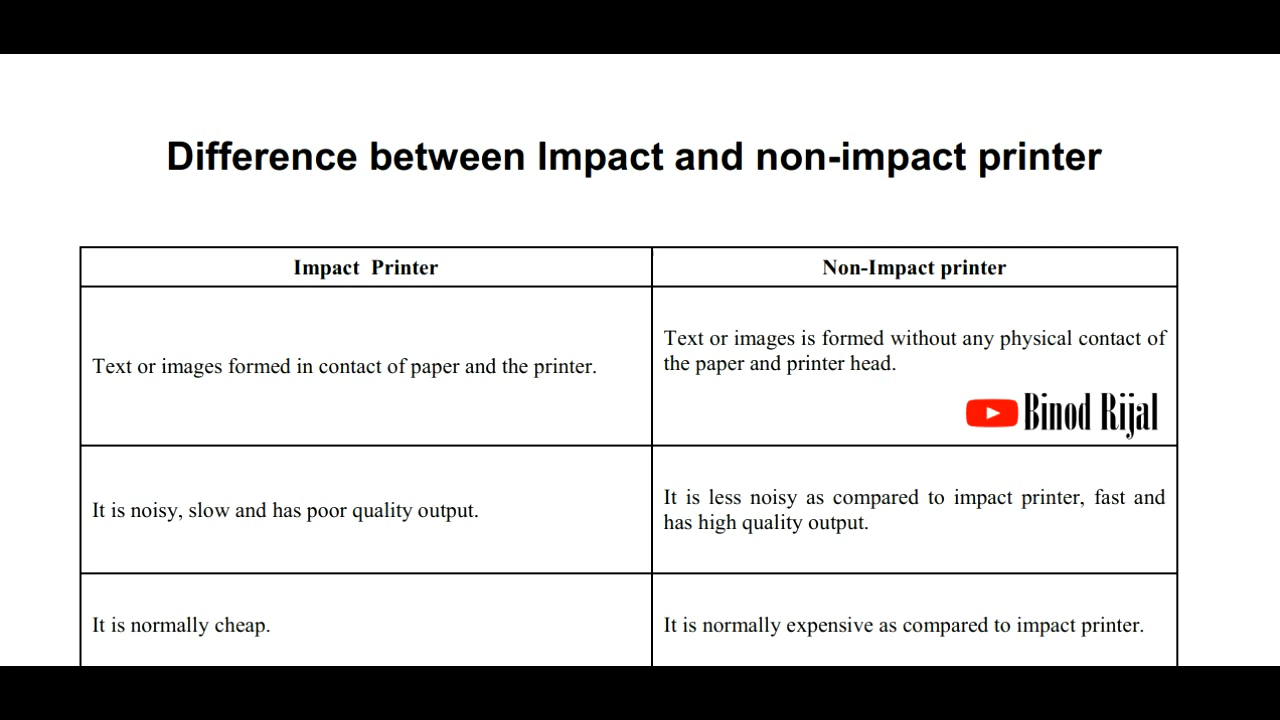 Difference between Impact and non-impact printer
Impact Printer
Non-Impact printer
Text or images formed in contact of paper and the printer.
Text or images is formed without any physical contact of
the paper and printer head.
Binod Rijal
It is noisy, slow and has poor quality output.
It is less noisy as compared to impact printer, fast and
has high quality output.
It is normally cheap.
It is normally expensive as compared to impact printer.